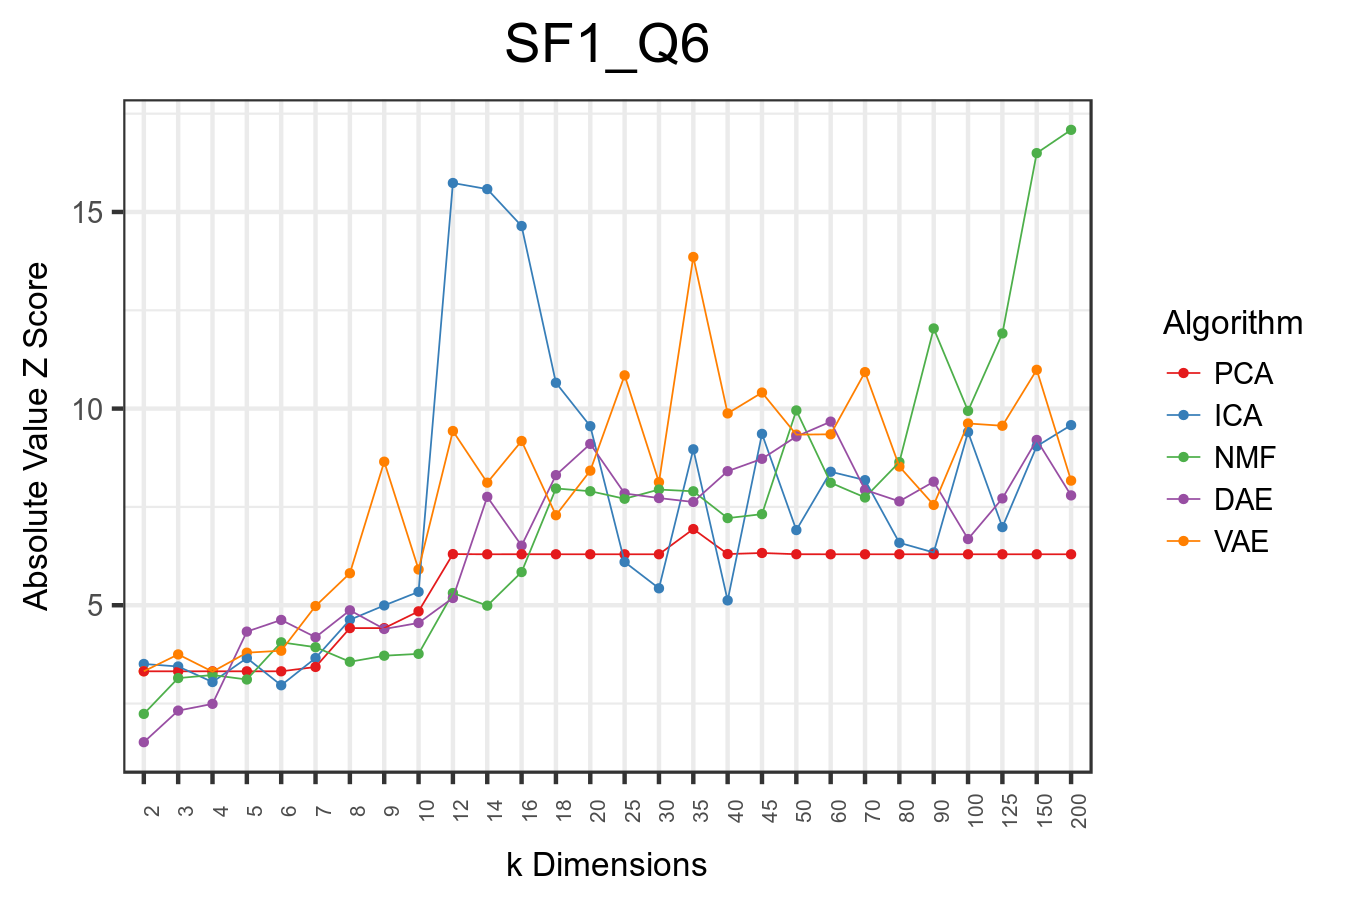 SF1_Q6
Absolute Value Z Score
15
10
5
2 3 4 5 6 7 8 9 10 12 14 16 18 20 25 30 35 40 45 50 60 70 80 90 100 125 150 200
k Dimensions
Algorithm
PCA
ICA
NMF
DAE
VAE